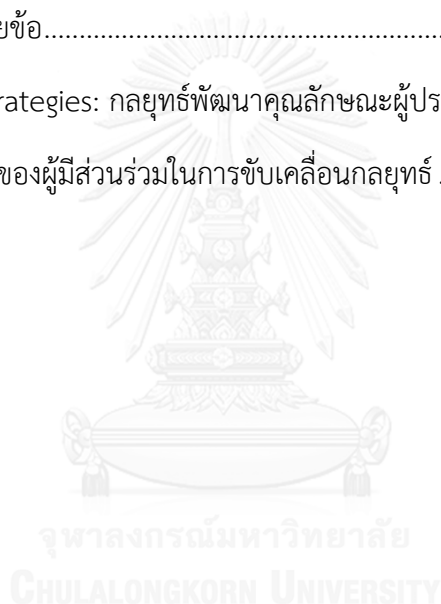 ยข้อ.......................................................
rategies: กลยุทธ์พัฒนาคุณลักษณะผู้ประ
ของผู้มีส่วนร่วมในการขับเคลื่อนกลยุทธ์ .
จุฬาลงกรณ์มหาวิทยาลัย
CHULALONGKORN UNIVERSITY